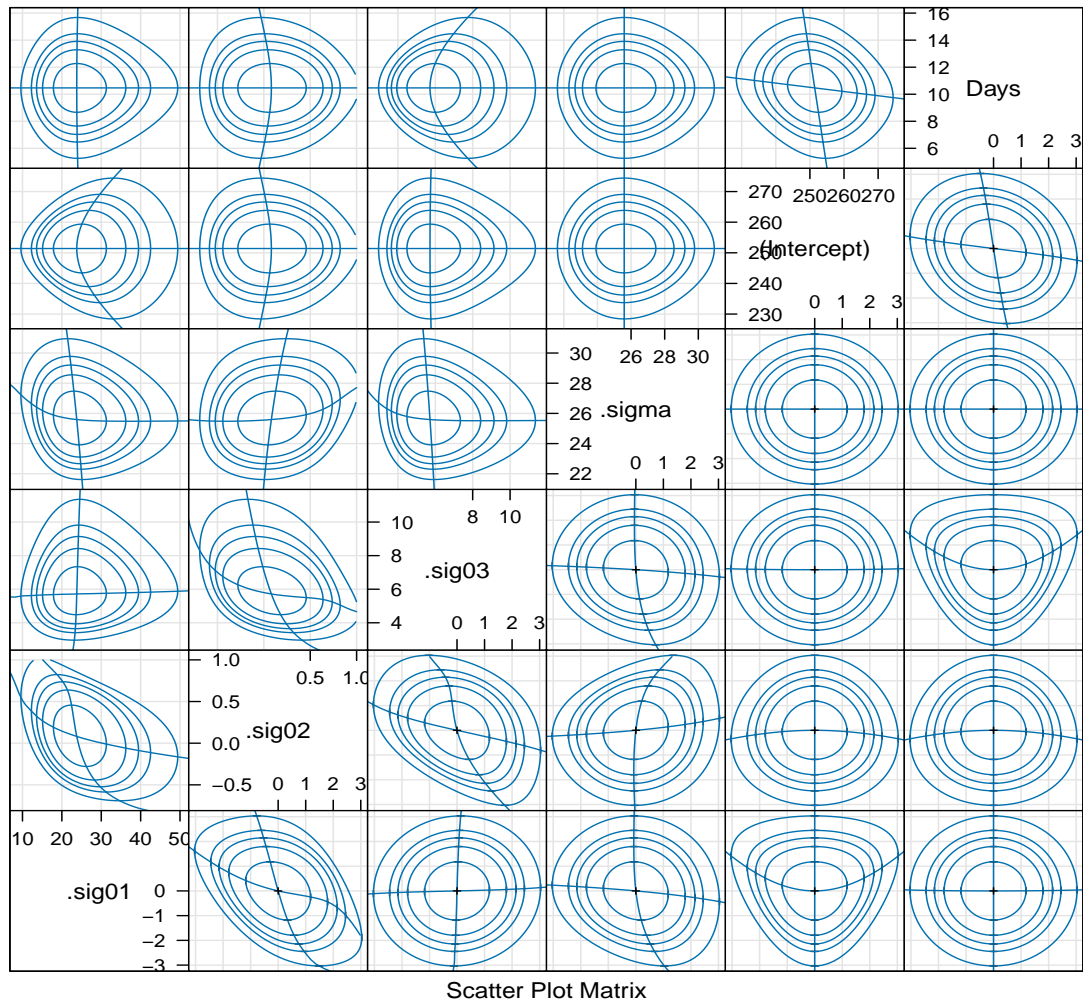 16
14
12
10 Days
8
6 0 1 2 3
270 250 260 270
260
250 (Intercept)
240
230 0 1 2 3
30 26 28 30
28
26 .sigma
24
22 0 1 2 3
8 10
10
8 .sig03
6
4 0 1 2 3
1.0 0.5 1.0
0.5 .sig02
0.0
−0.5 0 1 2 3
10 20 30 40 50
.sig01 0
−1
−2
−3
Scatter Plot Matrix